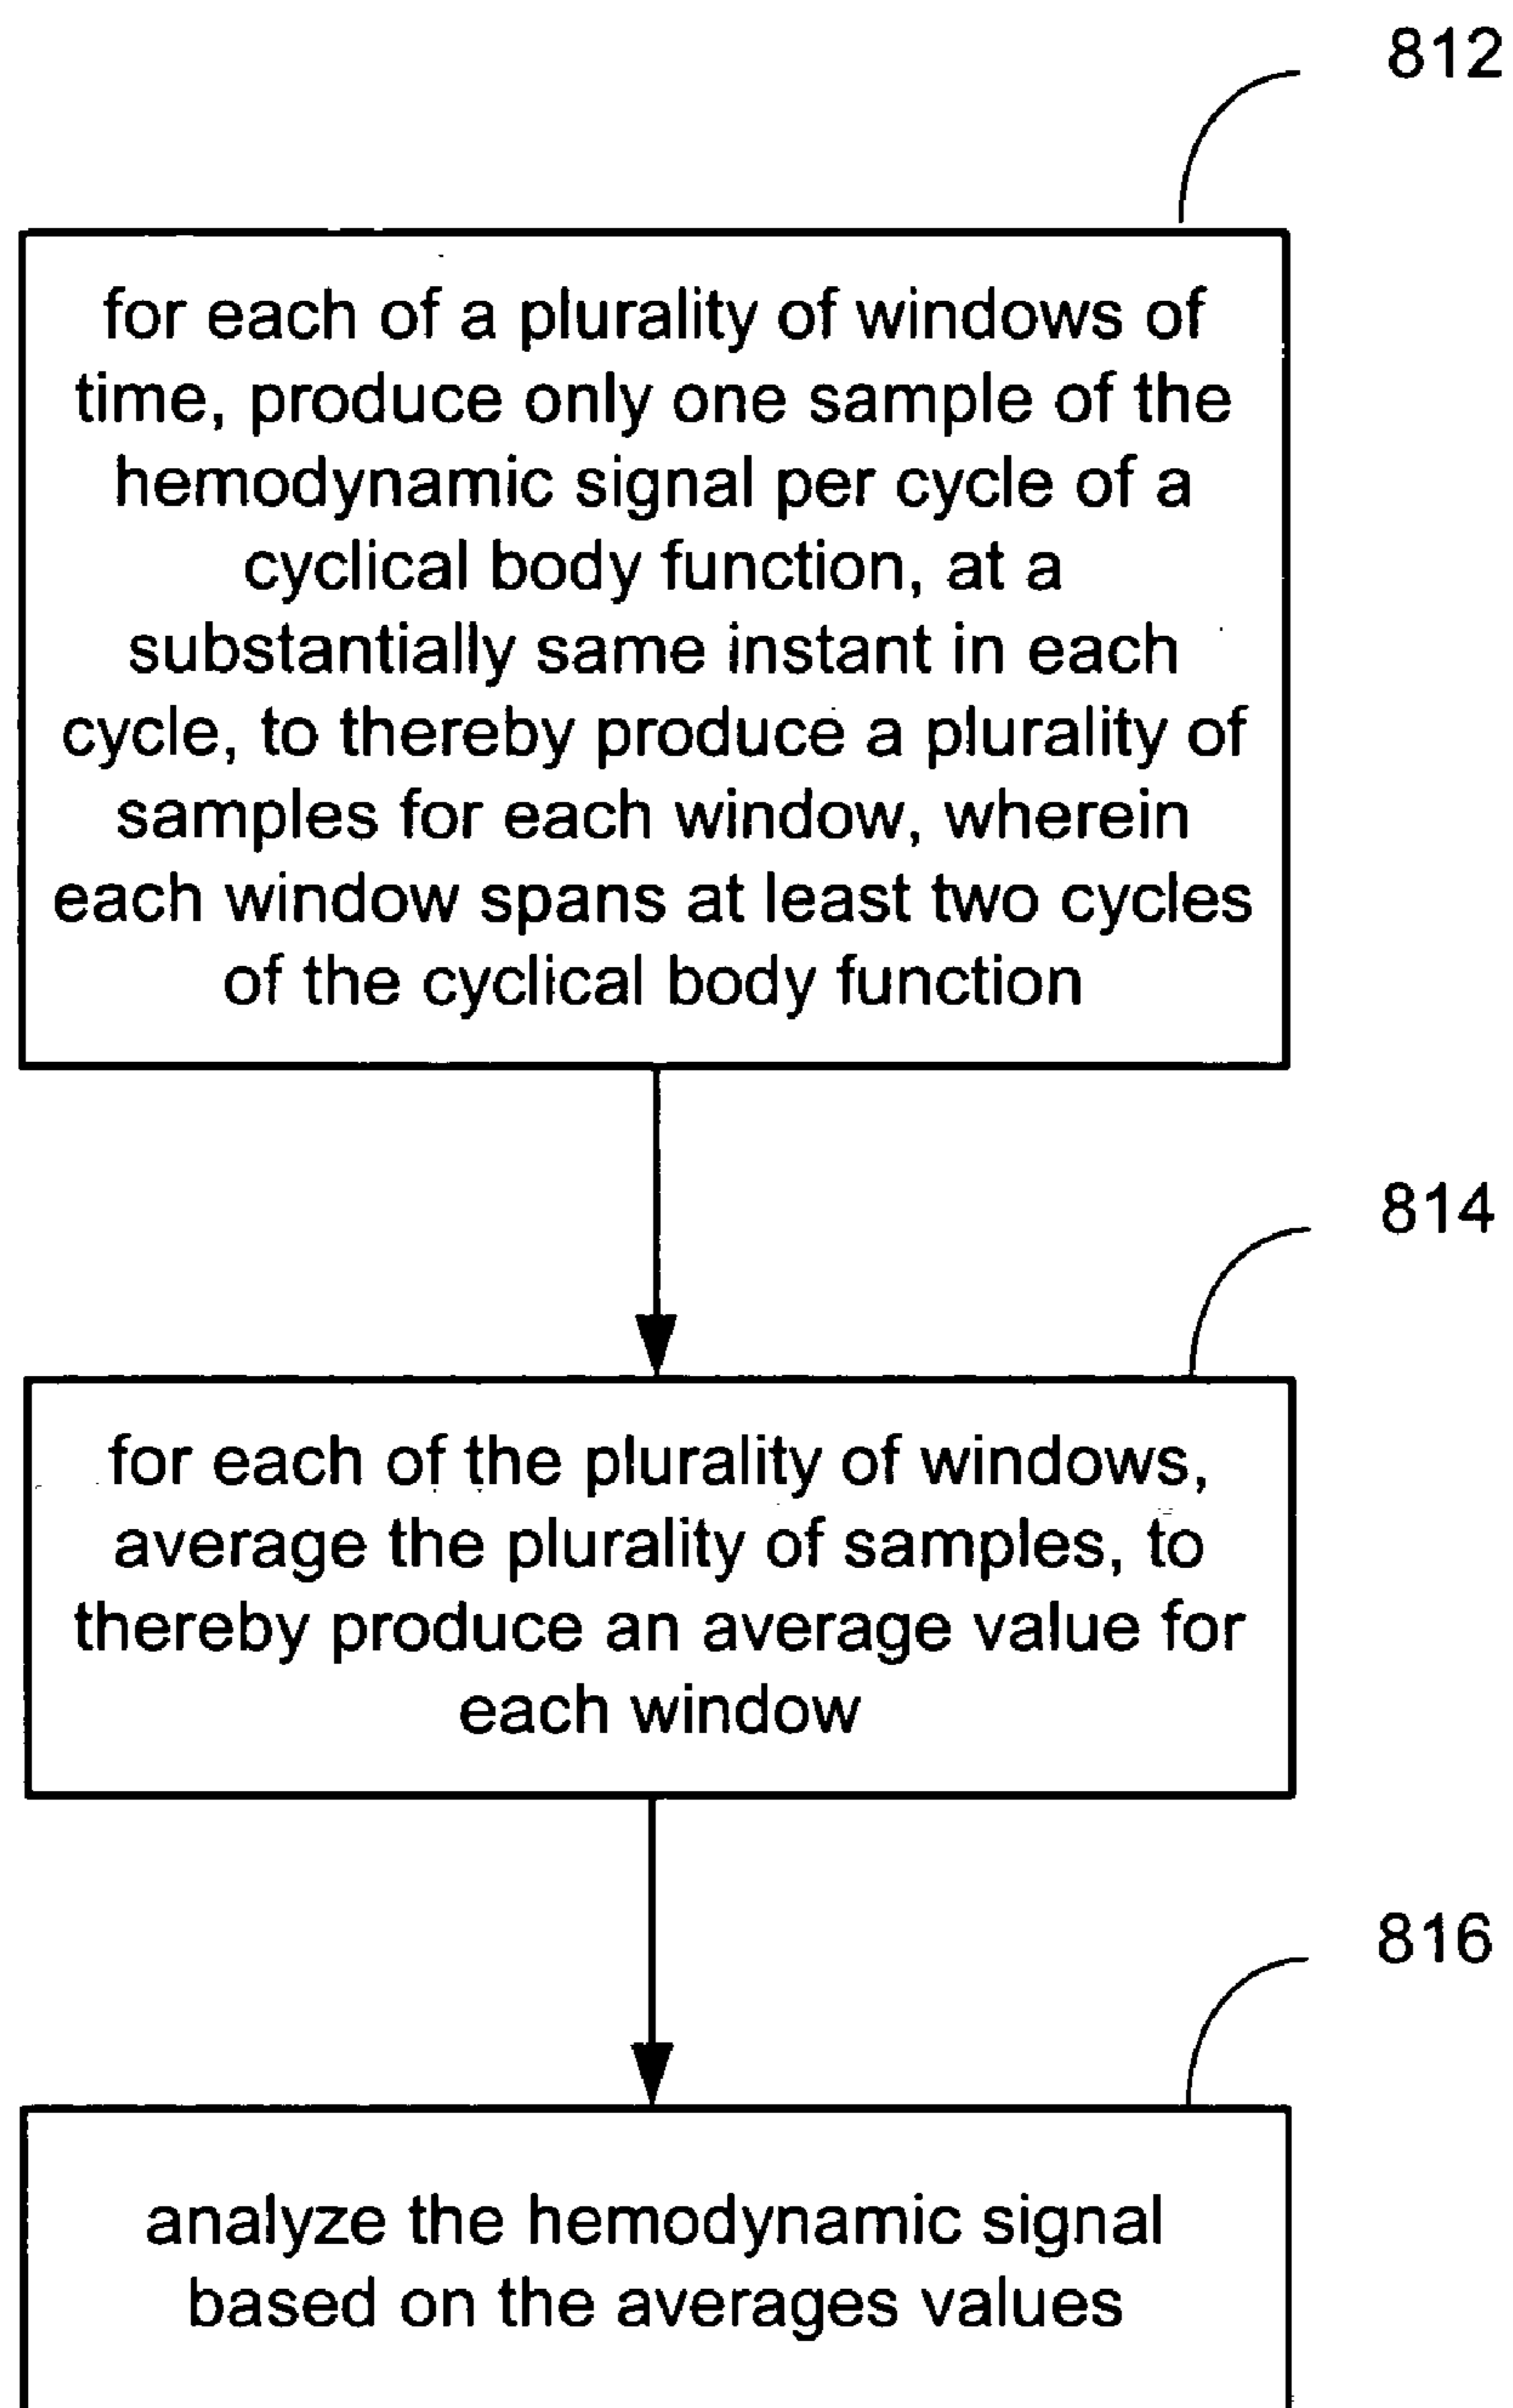 812
for each of a plurality of windows of
time, produce only one sample of the
hemodynamic signal per cycle of a
cyclical body function, at a
substantially same instant in each
cycle, to thereby produce a plurality of
samples for each window, wherein
each window spans at least two cycles
of the cyclical body function
814
for each of the plurality of windows,
average the plurality of samples, to
thereby produce an average value for
each window
816
analyze the hemodynamic signal
based on the averages values